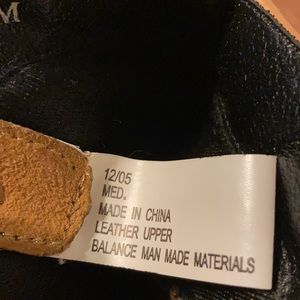 M
12/05
MED.
MADE IN CHINA
LEATHER UPPER
BALANCE MAN MADE MATERIALS